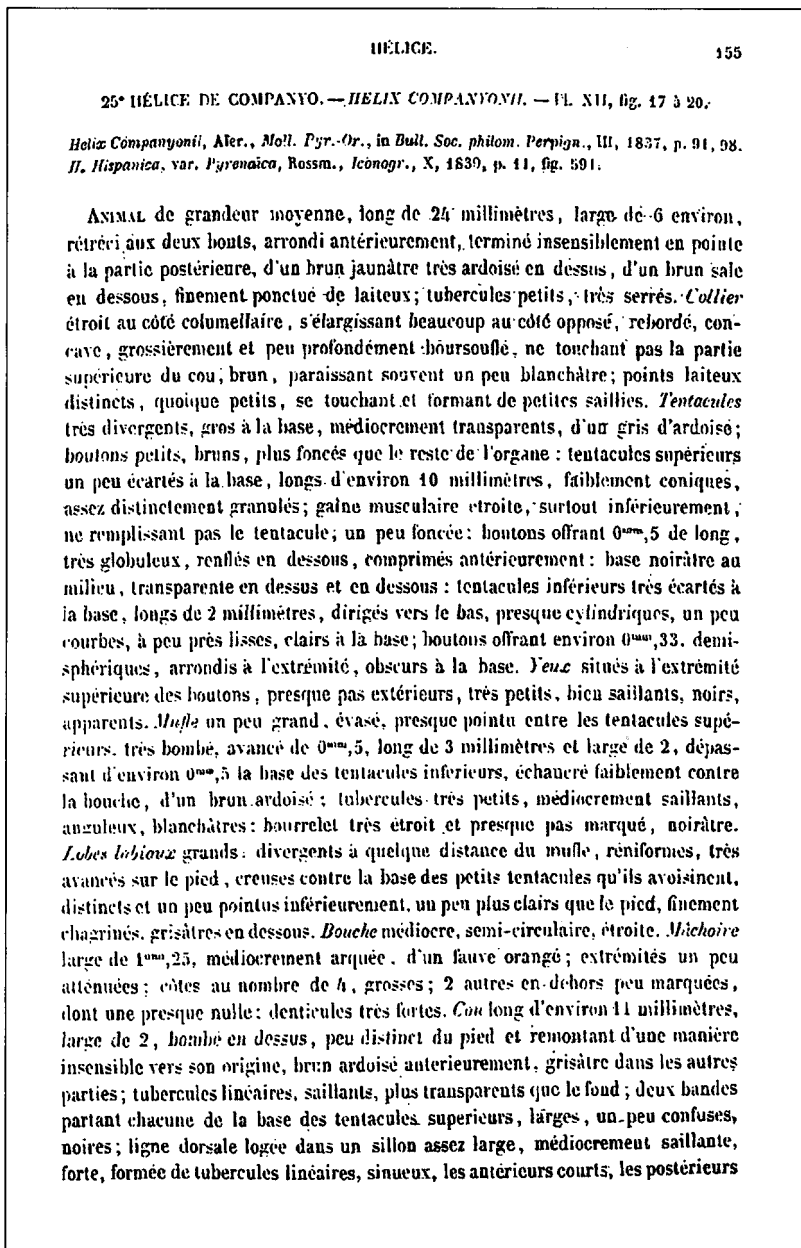 HÉLICE. 155
25e HÉLICE DE COMPANYO. — HELIX COMPANYONII. — Pl. XII, fig. 17 à 20.
Helix Companyonii, Aler., Moll. Pyr.-Or., in Bull. Soc. philom. Perpign., III, 1837, p. 91, 98.
H. Hispanica, var. Pyrenaïca, Rossm., Iconogr., X, 1839, p. 11, fig. 591.
ANIMAL de grandeur moyenne, long de 24 millimètres, large de 6 environ,
rétréci aux deux bouts, arrondi antérieurement, terminé insensiblement en pointe
à la partie postérieure, d'un brun jaunâtre très ardoisé en dessus, d'un brun sale
en dessous, finement ponctué de laiteux; tubercules petits, très serrés. Collier
étroit au côté columellaire, s'élargissant beaucoup au côté opposé, rebordé, con-
cave, grossièrement et peu profondément boursouflé, ne touchant pas la partie
supérieure du cou, brun, paraissant souvent un peu blanchâtre; points laiteux
distincts, quoique petits, se touchant et formant de petites saillies. Tentacules
très divergents, gros à la base, médiocrement transparents, d'un gris d'ardoise;
boutons petits, bruns, plus foncés que le reste de l'organe : tentacules supérieurs
un peu écartés à la base, longs d'environ 10 millimètres, faiblement coniques,
assez distinctement granulés; gaîne musculaire étroite, surtout inférieurement,
ne remplissant pas le tentacule; un peu foncée; boutons offrant 0mm,5 de long,
très globuleux, renflés en dessous, comprimés antérieurement : base noirâtre au
milieu, transparente en dessus et en dessous : tentacules inférieurs très écartés à
la base, longs de 2 millimètres, dirigés vers le bas, presque cylindriques, un peu
courbes, à peu près lisses, clairs à la base; boutons offrant environ 0mm,33. demi-
sphériques, arrondis à l'extrémité, obscurs à la base. Yeux situés à l'extrémité
supérieure des boutons, presque pas extérieurs, très petits, bien saillants, noirs,
apparents. Mufle un peu grand, évasé, presque pointu entre les tentacules supé-
rieurs, très bombé, avancé de 0mm,5, long de 3 millimètres et large de 2, dépas-
sant d'environ 0mm,5 la base des tentacules inférieurs, échancré faiblement contre
la bouche, d'un brun ardoisé; tubercules très petits, médiocrement saillants,
anguleux, blanchâtres: bourrelet très étroit et presque pas marqué, noirâtre.
Lobes labiaux grands, divergents à quelque distance du mufle, réniformes, très
avancés sur le pied, creusés contre la base des petits tentacules qu'ils avoisinent,
distincts et un peu pointus inférieurement, un peu plus clairs que le pied, finement
chagrinés, grisâtres en dessous. Bouche médiocre, semi-circulaire, étroite. Mâchoire
large de 1mm,25, médiocrement arquée, d'un fauve orangé; extrémités un peu
atténuées; côtes au nombre de 4, grosses; 2 autres en dehors peu marquées,
dont une presque nulle; denticules très fortes. Cou long d'environ 11 millimètres,
large de 2, bombé en dessus, peu distinct du pied et remontant d'une manière
insensible vers son origine, brun ardoisé antérieurement, grisâtre dans les autres
parties; tubercules linéaires, saillants, plus transparents que le fond; deux bandes
partant chacune de la base des tentacules supérieurs, larges, un peu confuses,
noires; ligne dorsale logée dans un sillon assez large, médiocrement saillante,
forte, formée de tubercules linéaires, sinueux, les antérieurs courts, les postérieurs